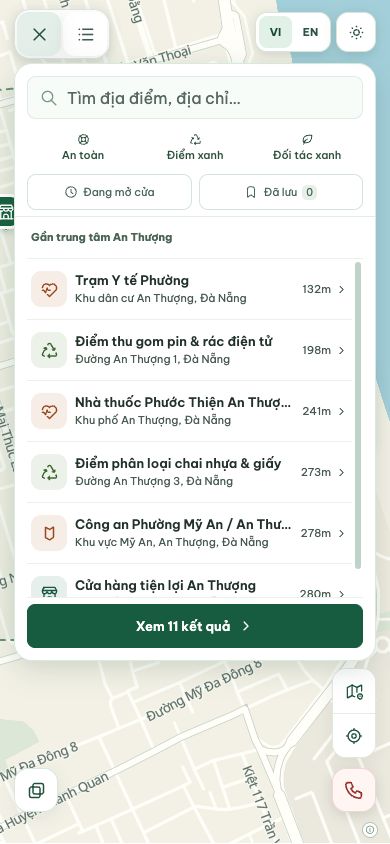 VI EN
Văn Thoại
Tìm địa điểm, địa chỉ...
An toàn
Điểm xanh
Đối tác xanh
Đang mở cửa
Đã lưu 0
Gần trung tâm An Thượng
Trạm Y tế Phường
Khu dân cư An Thượng, Đà Nẵng
132m
Điểm thu gom pin & rác điện tử
Đường An Thượng 1, Đà Nẵng
198m
Nhà thuốc Phước Thiện An Thượ...
Khu phố An Thượng, Đà Nẵng
241m
Điểm phân loại chai nhựa & giấy
Đường An Thượng 3, Đà Nẵng
273m
Công an Phường Mỹ An / An Thư...
Khu vực Mỹ An, An Thượng, Đà Nẵng
278m
Cửa hàng tiện lợi An Thượng
280m
Xem 11 kết quả
Đường Mỹ Đa Đông 8
Mỹ Đa Đông 8
Kiệt 117 Trần